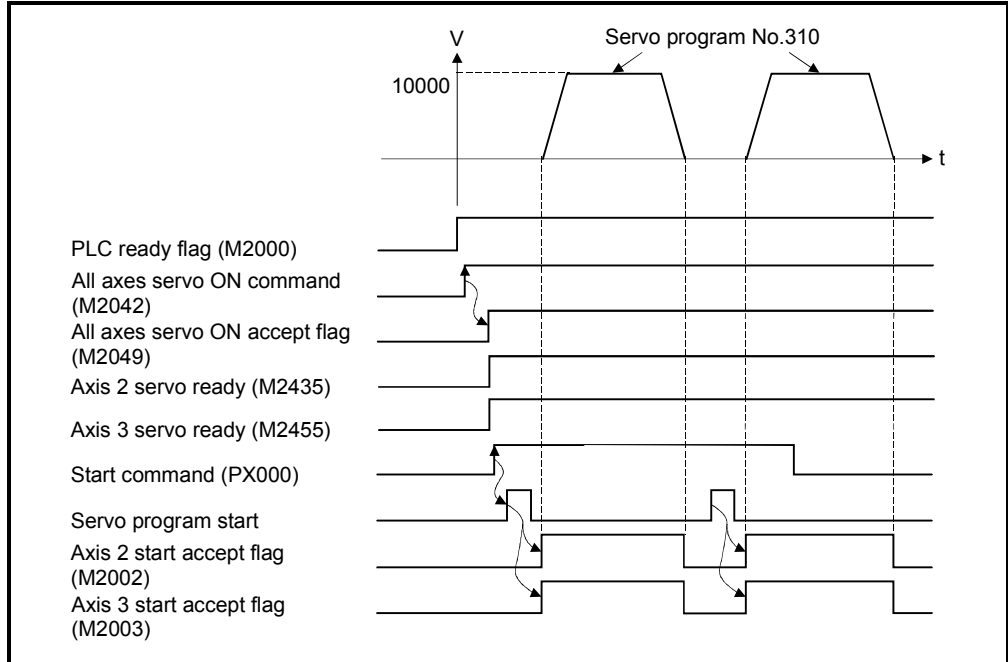 V
Servo program No.310
10000
t
PLC ready flag (M2000)
All axes servo ON command
(M2042)
All axes servo ON accept flag
(M2049)
Axis 2 servo ready (M2435)
Axis 3 servo ready (M2455)
Start command (PX000)
Servo program start
Axis 2 start accept flag
(M2002)
Axis 3 start accept flag
(M2003)